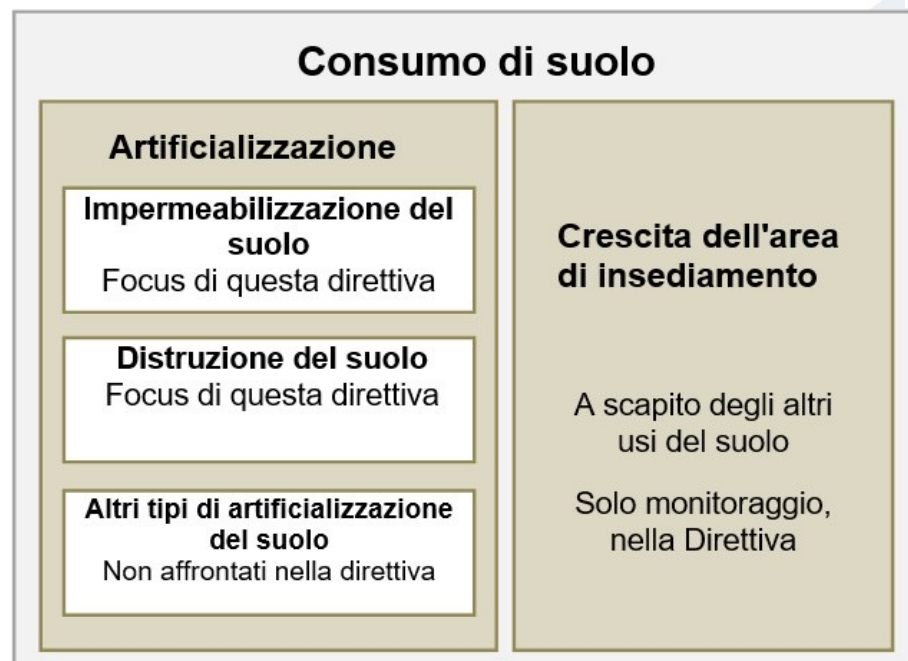 Consumo di suolo
Artificializzazione
Impermeabilizzazione del
suolo
Focus di questa direttiva
Distruzione del suolo
Focus di questa direttiva
Altri tipi di artificializzazione
del suolo
Non affrontati nella direttiva
Crescita dell'area
di insediamento
A scapito degli altri
usi del suolo
Solo monitoraggio,
nella Direttiva